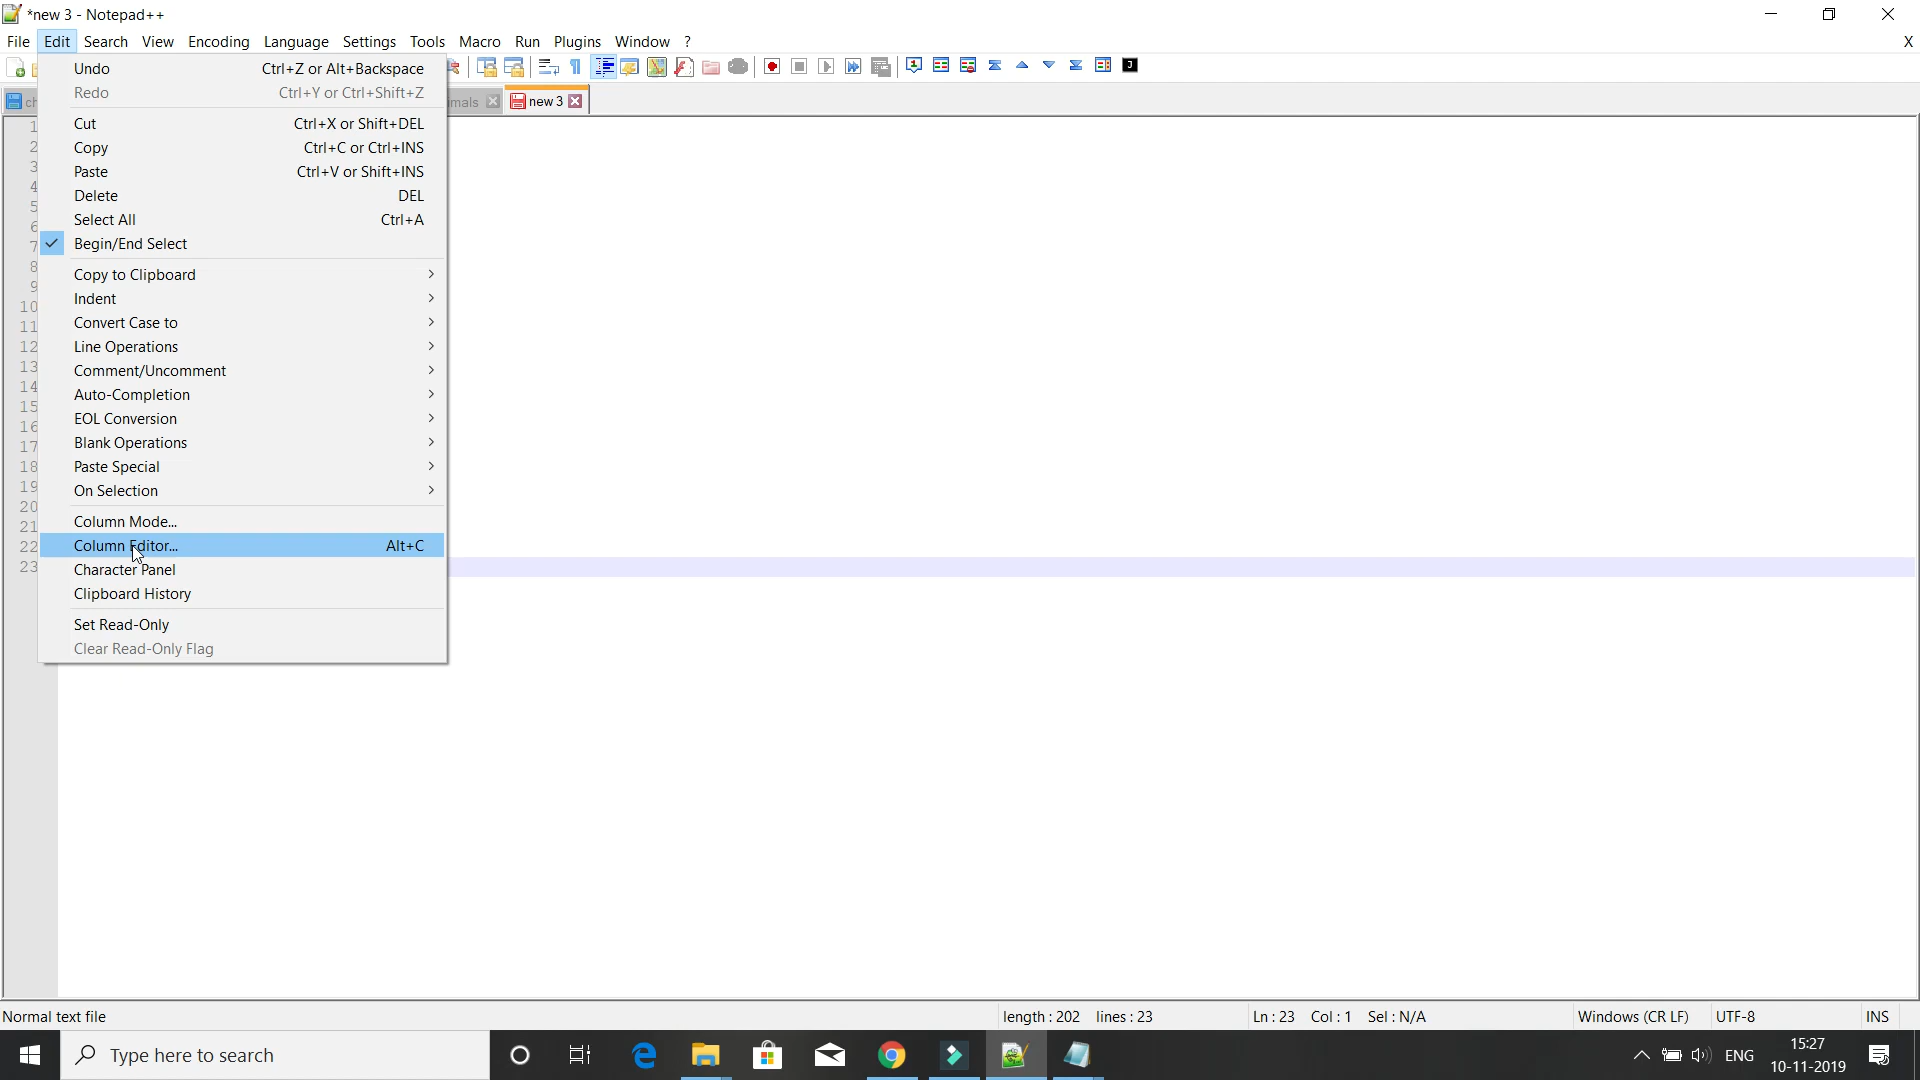 *new 3 - Notepad++
File Edit Search View Encoding Language Settings Tools Macro Run Plugins Window ? X
imals new 3
Undo Ctrl+Z or Alt+Backspace
Redo Ctrl+Y or Ctrl+Shift+Z
Cut Ctrl+X or Shift+DEL
Copy Ctrl+C or Ctrl+INS
Paste Ctrl+V or Shift+INS
Delete DEL
Select All Ctrl+A
Begin/End Select
Copy to Clipboard
Indent
Convert Case to
Line Operations
Comment/Uncomment
Auto-Completion
EOL Conversion
Blank Operations
Paste Special
On Selection
Column Mode...
Column Editor... Alt+C
Character Panel
Clipboard History
Set Read-Only
Clear Read-Only Flag
1
2
3
4
5
6
7
8
9
10
11
12
13
14
15
16
17
18
19
20
21
22
23
Normal text file length : 202 lines : 23 Ln : 23 Col : 1 Sel : N/A Windows (CR LF) UTF-8 INS
Type here to search ENG 15:27
10-11-2019